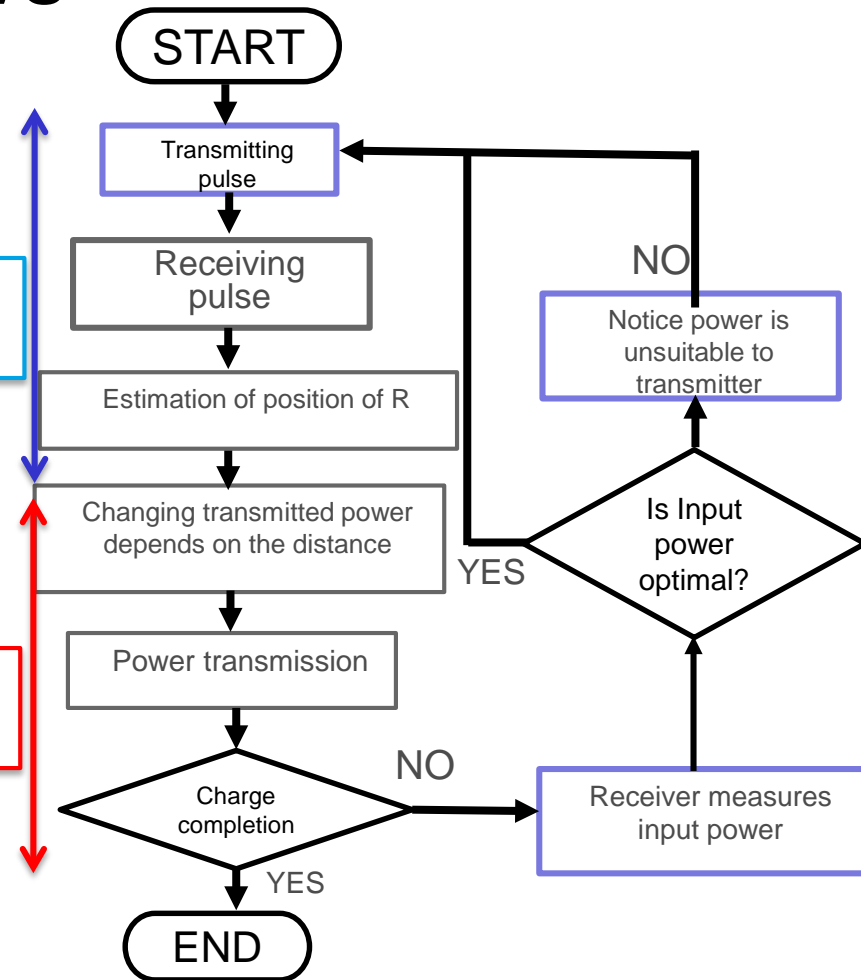 START
Transmitting
pulse
Receiving
pulse
Estimation of position of R
Changing transmitted power
depends on the distance
Power transmission
Charge
completion
YES
END
NO
Receiver measures
input power
Is Input
power
optimal?
YES
NO
Notice power is
unsuitable to
transmitter